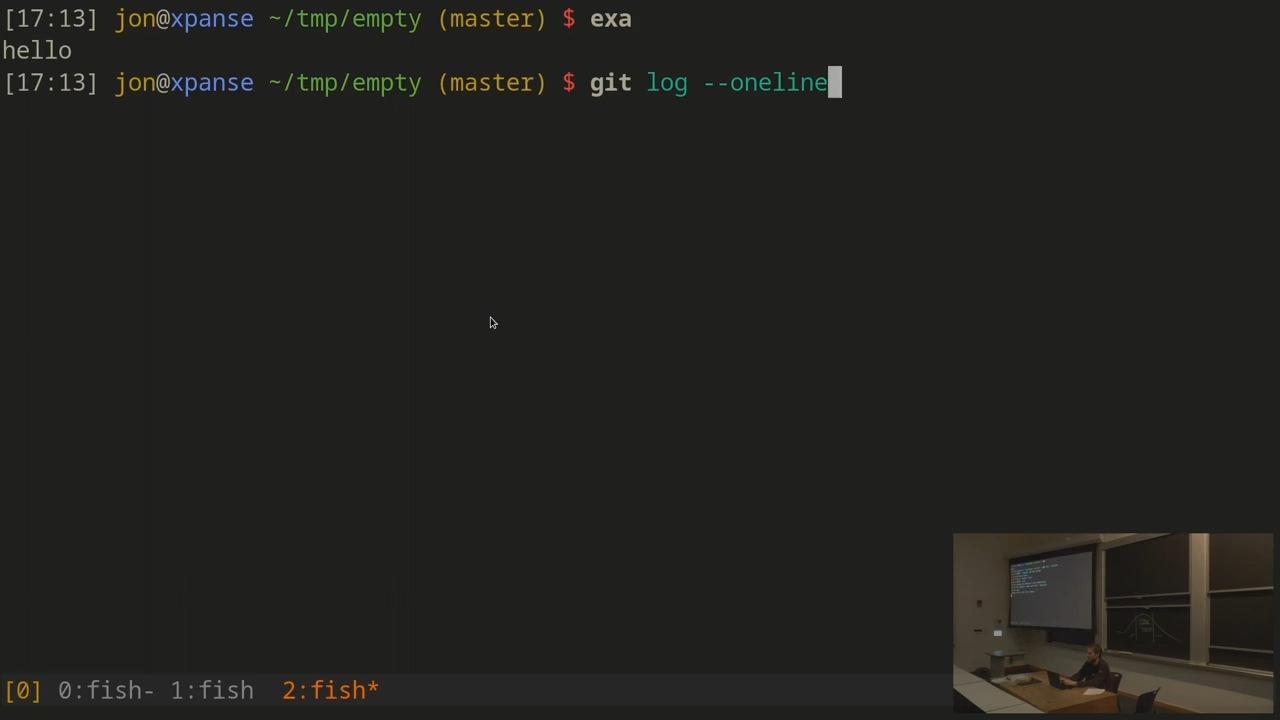 [17:13] jon@xpanse ~/tmp/empty (master) $ exa
hello
[17:13] jon@xpanse ~/tmp/empty (master) $ git log --oneline
[0] 0:fish- 1:fish 2:fish*